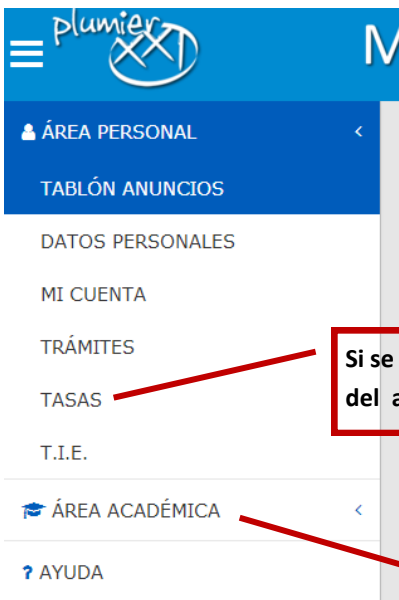 plumier
XXI
M
ÁREA PERSONAL
TABLÓN ANUNCIOS
DATOS PERSONALES
MI CUENTA
TRÁMITES
Si se
TASAS
del a
T.I.E.
ÁREA ACADÉMICA
? AYUDA